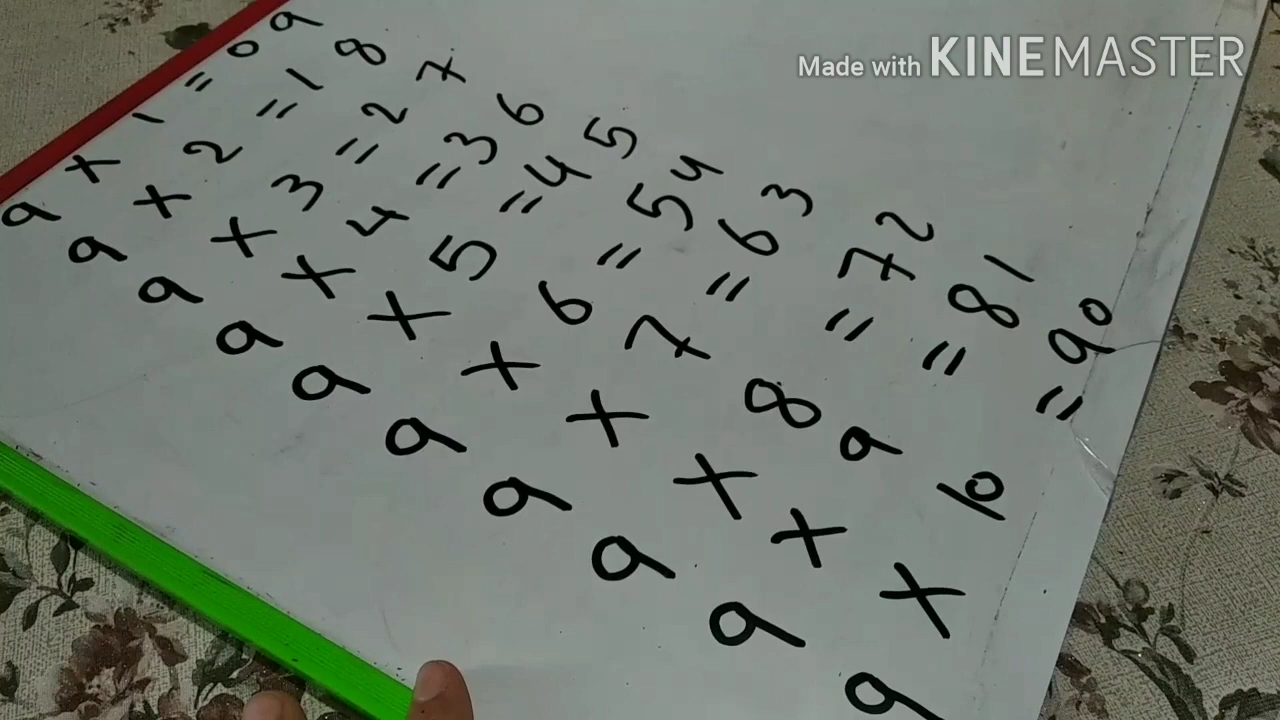 Made with KINEMASTER
9 x 1 = 09
9 x 2 = 18
9 x 3 = 27
9 x 4 = 36
9 x 5 = 45
9 x 6 = 54
9 x 7 = 63
9 x 8 = 72
9 x 9 = 81
9 x 10 = 90